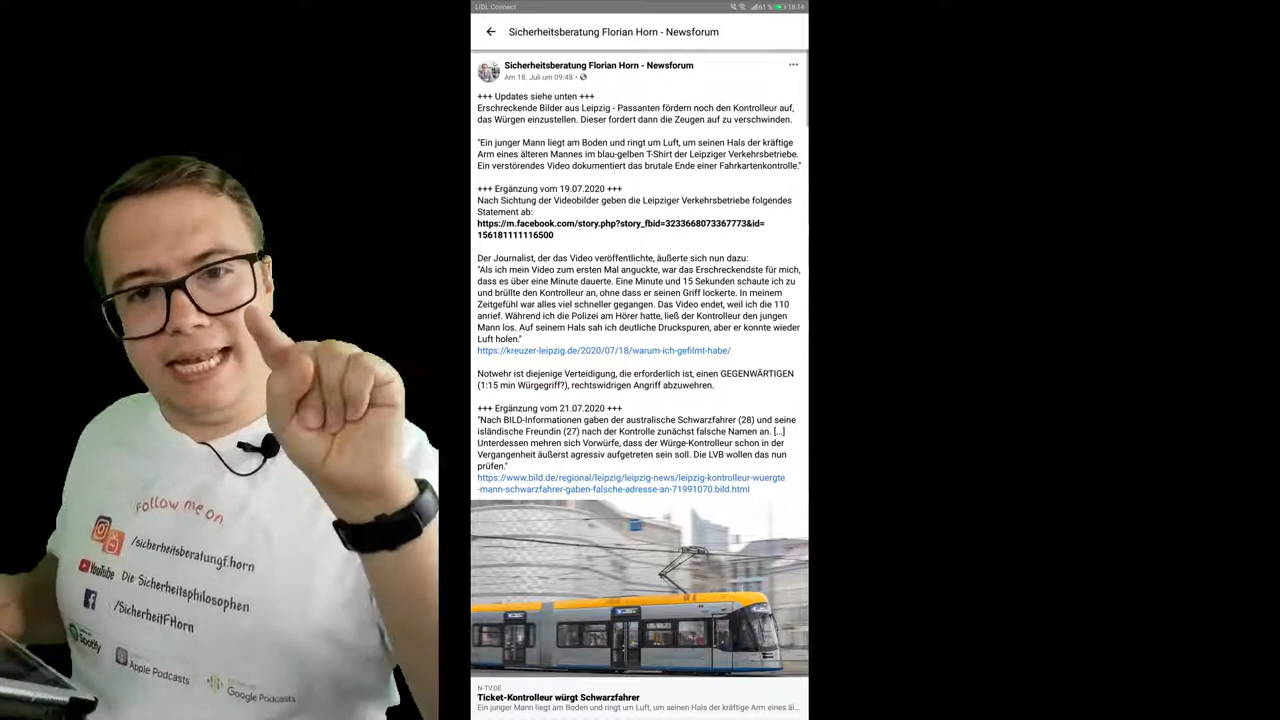 LIDL Connect
61 %
18:14
Sicherheitsberatung Florian Horn - Newsforum
Sicherheitsberatung Florian Horn - Newsforum
Am 18. Juli um 09:48 •
+++ Updates siehe unten +++
Erschreckende Bilder aus Leipzig - Passanten fördern noch den Kontrolleur auf,
das Würgen einzustellen. Dieser fordert dann die Zeugen auf zu verschwinden.
"Ein junger Mann liegt am Boden und ringt um Luft, um seinen Hals der kräftige
Arm eines älteren Mannes im blau-gelben T-Shirt der Leipziger Verkehrsbetriebe.
Ein verstörendes Video dokumentiert das brutale Ende einer Fahrkartenkontrolle."
+++ Ergänzung vom 19.07.2020 +++
Nach Sichtung der Videobilder geben die Leipziger Verkehrsbetriebe folgendes
Statement ab:
https://m.facebook.com/story.php?story_fbid=3233668073367773&id=
156181111116500
Der Journalist, der das Video veröffentlichte, äußerte sich nun dazu:
"Als ich mein Video zum ersten Mal anguckte, war das Erschreckendste für mich,
dass es über eine Minute dauerte. Eine Minute und 15 Sekunden schaute ich zu
und brüllte den Kontrolleur an, ohne dass er seinen Griff lockerte. In meinem
Zeitgefühl war alles viel schneller gegangen. Das Video endet, weil ich die 110
anrief. Während ich die Polizei am Hörer hatte, ließ der Kontrolleur den jungen
Mann los. Auf seinem Hals sah ich deutliche Druckspuren, aber er konnte wieder
Luft holen."
https://kreuzer-leipzig.de/2020/07/18/warum-ich-gefilmt-habe/
Notwehr ist diejenige Verteidigung, die erforderlich ist, einen GEGENWÄRTIGEN
(1:15 min Würgegriff?), rechtswidrigen Angriff abzuwehren.
+++ Ergänzung vom 21.07.2020 +++
"Nach BILD-Informationen gaben der australische Schwarzfahrer (28) und seine
isländische Freundin (27) nach der Kontrolle zunächst falsche Namen an. [...]
Unterdessen mehren sich Vorwürfe, dass der Würge-Kontrolleur schon in der
Vergangenheit äußerst agressiv aufgetreten sein soll. Die LVB wollen das nun
prüfen."
https://www.bild.de/regional/leipzig/leipzig-news/leipzig-kontrolleur-wuergte
-mann-schwarzfahrer-gaben-falsche-adresse-an-71991070.bild.html
N-TV.DE
Ticket-Kontrolleur würgt Schwarzfahrer
Ein junger Mann liegt am Boden und ringt um Luft, um seinen Hals der kräftige Arm eines äl...
Follow me on
/sicherheitsberatungf.horn
YouTube Die Sicherheitsphilosophen
/SicherheitFHorn
Spotify
Apple Podcasts
Google Podcasts